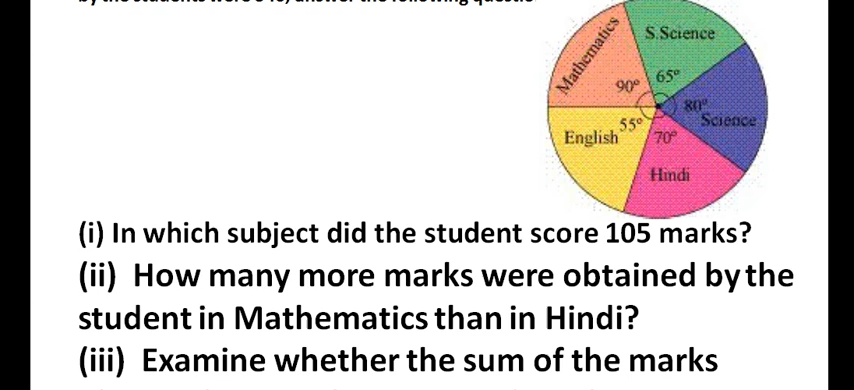 S.Science
Mathematics
65°
90°
80°
Science
55°
English
70°
Hindi
(i) In which subject did the student score 105 marks?
(ii) How many more marks were obtained by the
student in Mathematics than in Hindi?
(iii) Examine whether the sum of the marks